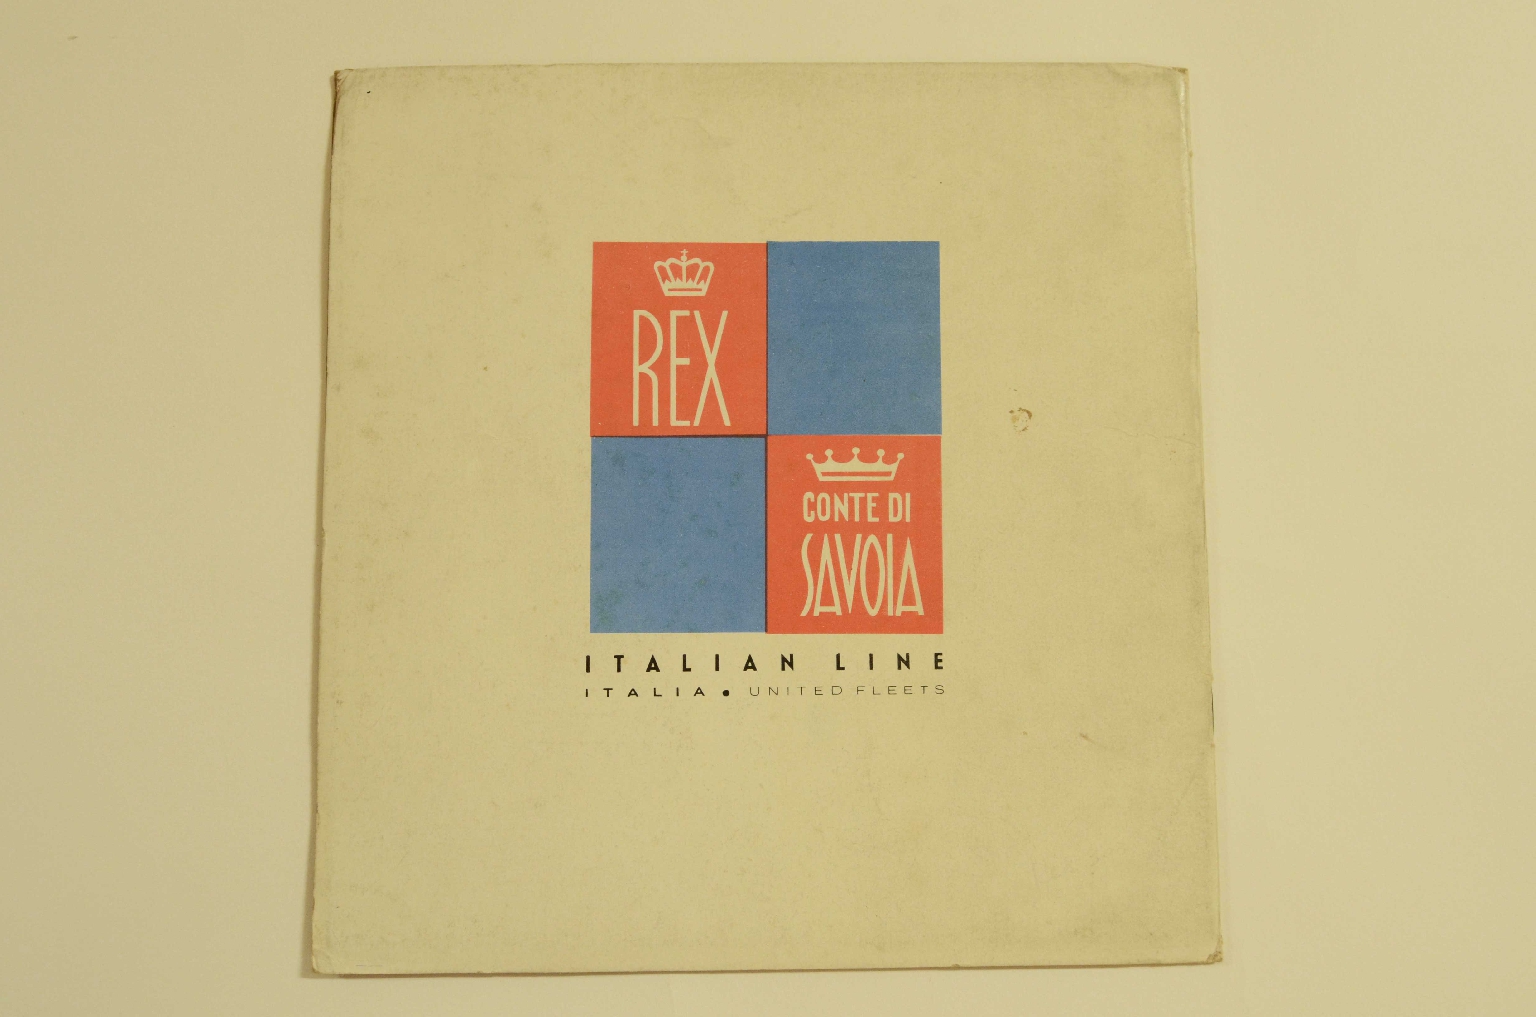 REX
CONTE DI
SAVOIA
ITALIAN LINE
ITALIA • UNITED FLEETS